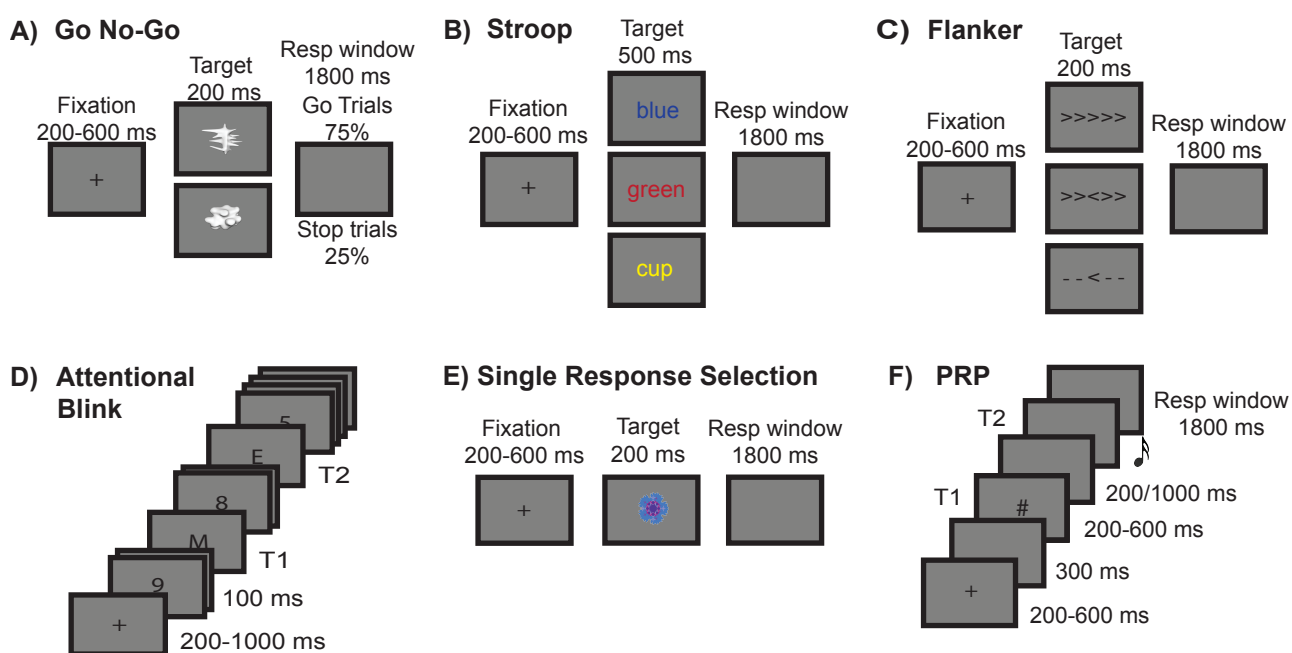 A) Go No-Go
Target
200 ms
Resp window
1800 ms
Go Trials
75%
Fixation
200-600 ms
+
Stop trials
25%
B) Stroop
Target
500 ms
Fixation
200-600 ms
+
blue
green
cup
Resp window
1800 ms
C) Flanker
Target
200 ms
Fixation
200-600 ms
+
>>>>>
>><>>
--<--
Resp window
1800 ms
D) Attentional
Blink
+
9
M
8
E
5
T2
T1
100 ms
200-1000 ms
E) Single Response Selection
Fixation
200-600 ms
+
Target
200 ms
Resp window
1800 ms
F) PRP
Resp window
1800 ms
T2
T1
#
+
200/1000 ms
200-600 ms
300 ms
200-600 ms